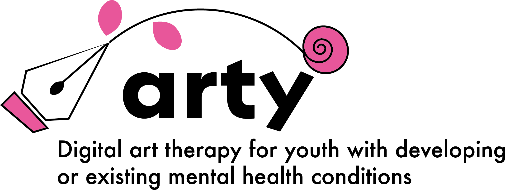 arty
Digital art therapy for youth with developing
or existing mental health conditions